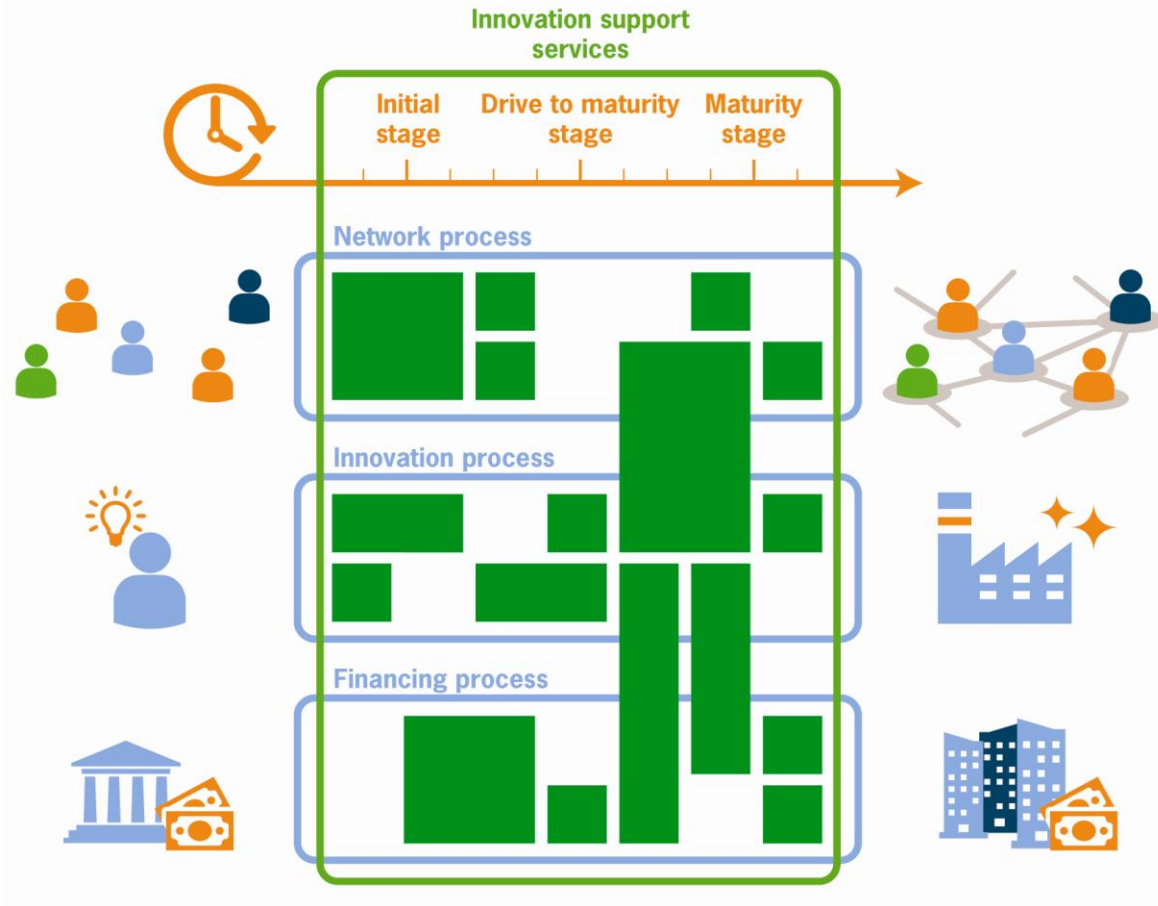 Innovation support
services
Initial
stage
Drive to maturity
stage
Maturity
stage
Network process
Innovation process
Financing process